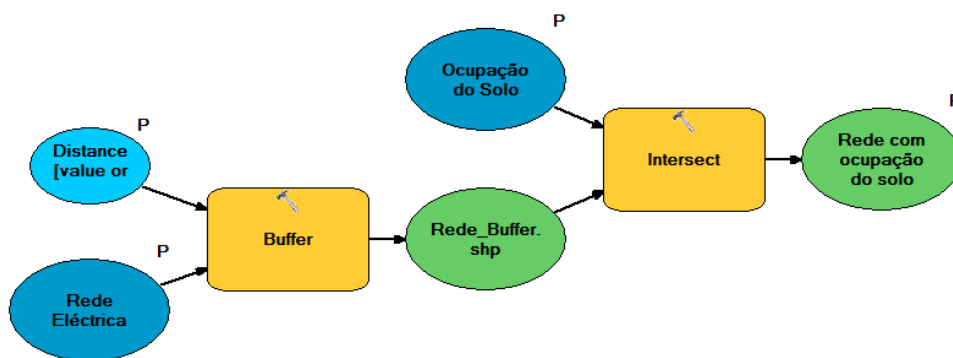 P
Ocupação
do Solo
P
Distance
[value or
P
Rede com
ocupação
do solo
Intersect
P
Buffer
Rede_Buffer.
shp
Rede
Eléctrica